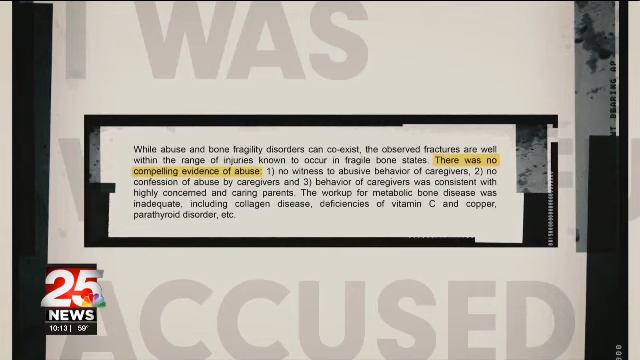 I WAS
While abuse and bone fragility disorders can co-exist, the observed fractures are well
within the range of injuries known to occur in fragile bone states. There was no
compelling evidence of abuse: 1) no witness to abusive behavior of caregivers, 2) no
confession of abuse by caregivers and 3) behavior of caregivers was consistent with
highly concerned and caring parents. The workup for metabolic bone disease was
inadequate, including collagen disease, deficiencies of vitamin C and copper,
parathyroid disorder, etc.
BEARING AP
ACCUSED
25
NEWS
10:13 59°